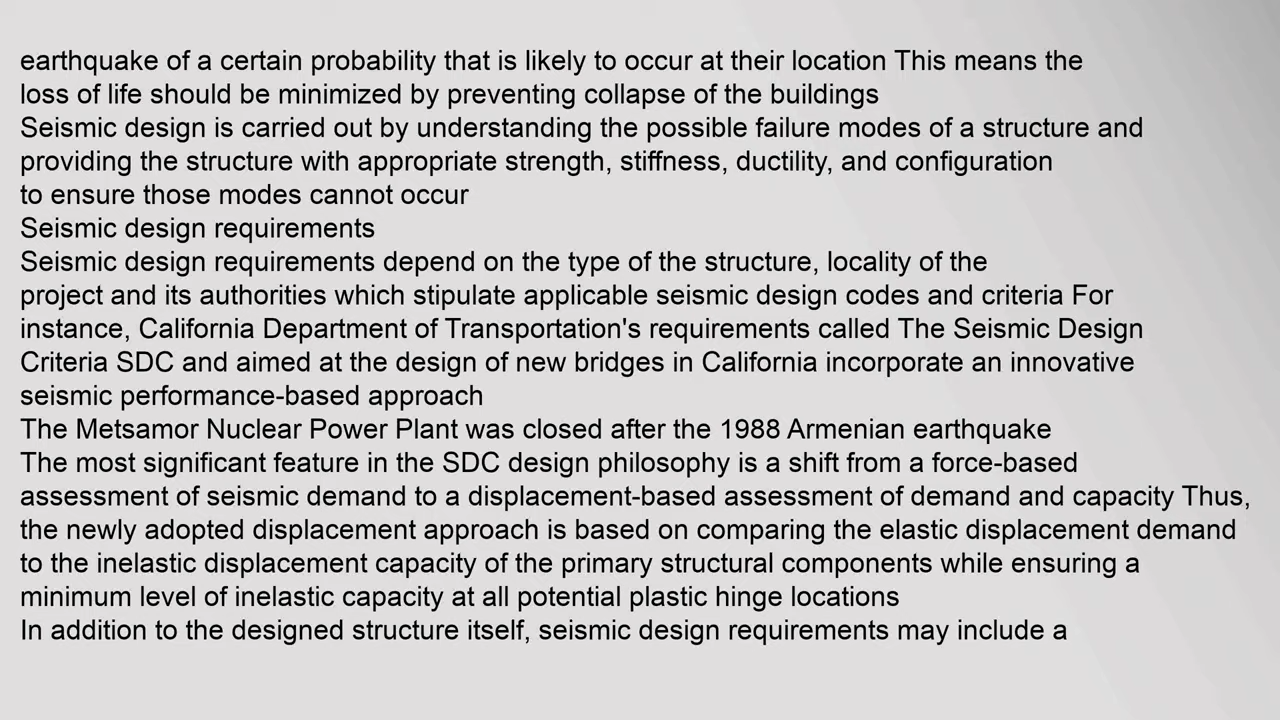 earthquake of a certain probability that is likely to occur at their location This means the
loss of life should be minimized by preventing collapse of the buildings
Seismic design is carried out by understanding the possible failure modes of a structure and
providing the structure with appropriate strength, stiffness, ductility, and configuration
to ensure those modes cannot occur
Seismic design requirements
Seismic design requirements depend on the type of the structure, locality of the
project and its authorities which stipulate applicable seismic design codes and criteria For
instance, California Department of Transportation's requirements called The Seismic Design
Criteria SDC and aimed at the design of new bridges in California incorporate an innovative
seismic performance-based approach
The Metsamor Nuclear Power Plant was closed after the 1988 Armenian earthquake
The most significant feature in the SDC design philosophy is a shift from a force-based
assessment of seismic demand to a displacement-based assessment of demand and capacity Thus,
the newly adopted displacement approach is based on comparing the elastic displacement demand
to the inelastic displacement capacity of the primary structural components while ensuring a
minimum level of inelastic capacity at all potential plastic hinge locations
In addition to the designed structure itself, seismic design requirements may include a